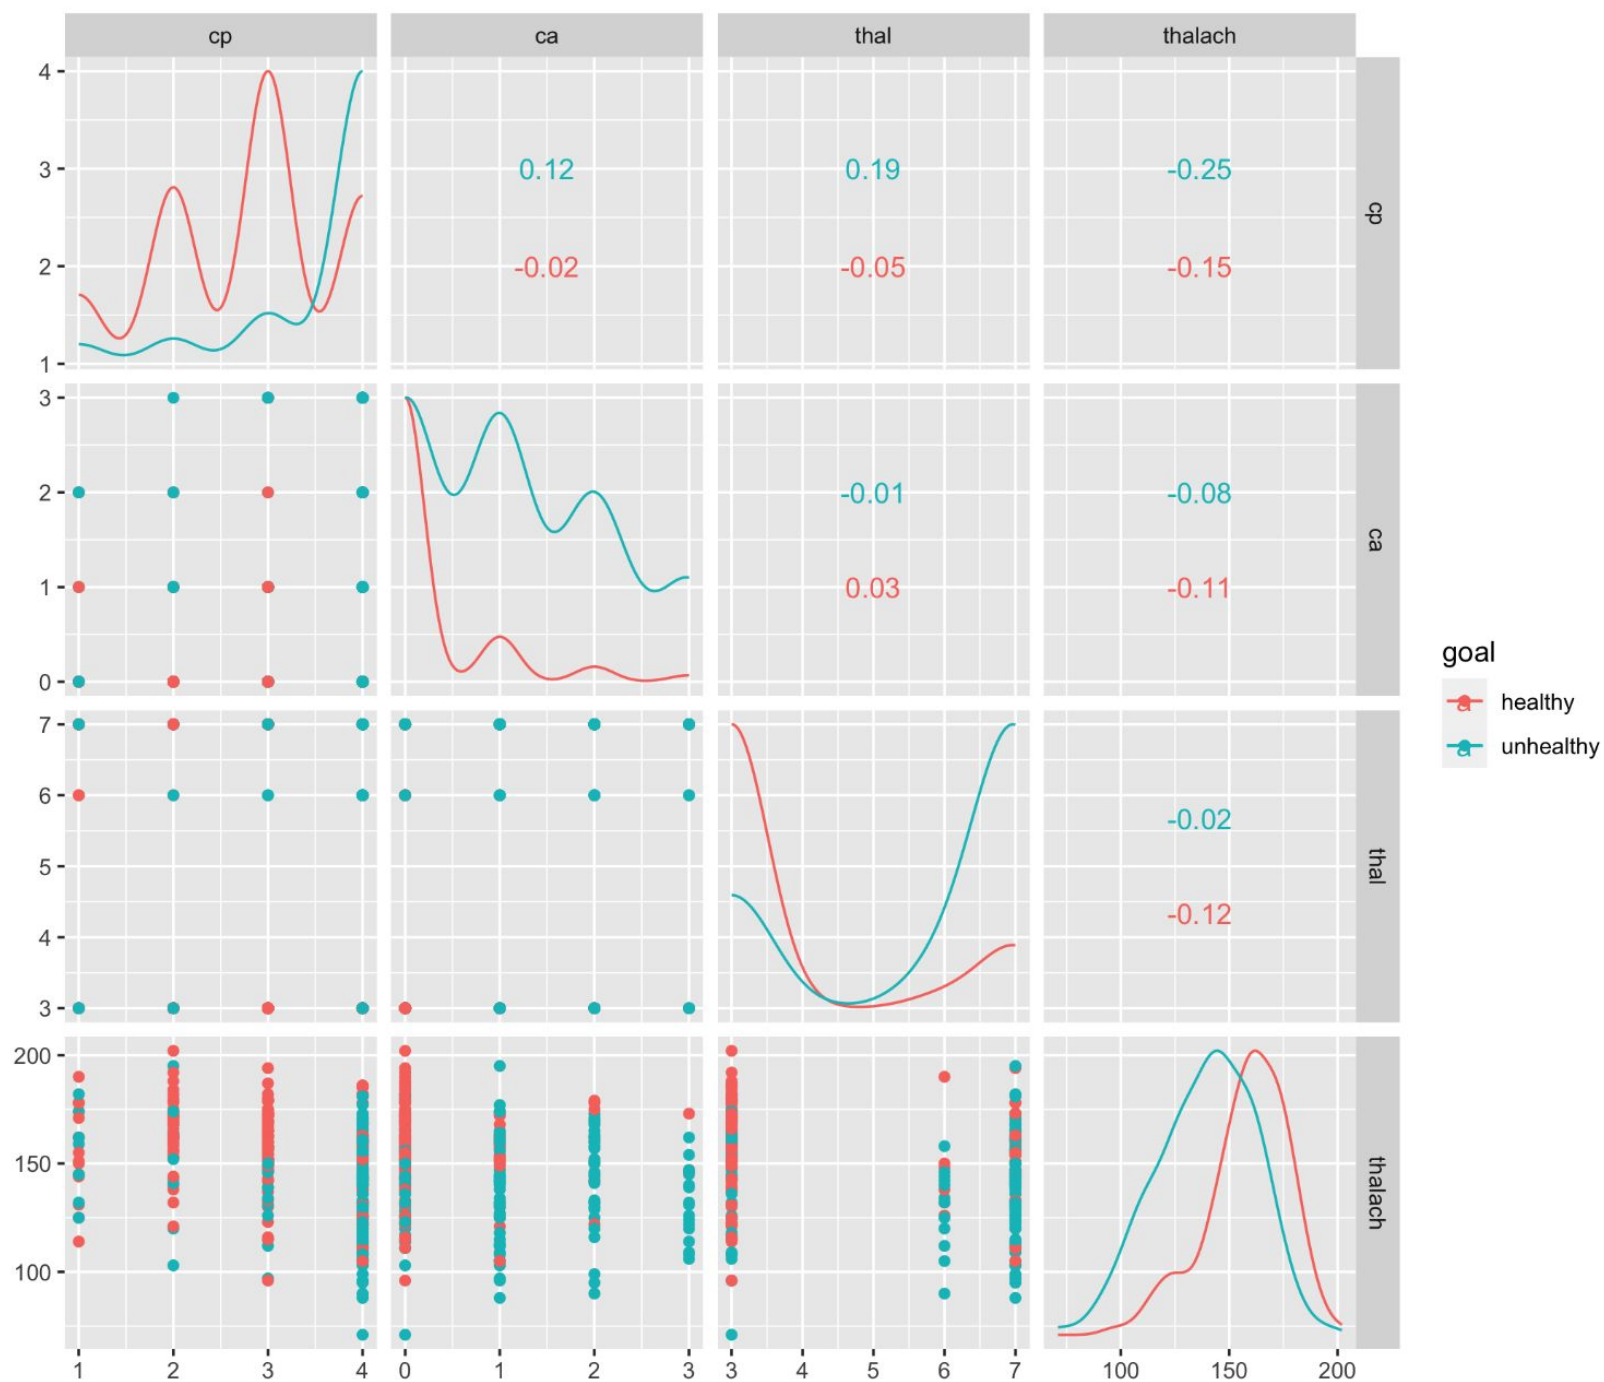 cp ca thal thalach
4
3 0.12 0.19 -0.25
cp
2 -0.02 -0.05 -0.15
1
3
2 -0.01 -0.08
ca
1 0.03 -0.11
0
7
6 -0.02
5 thal
4 -0.12
3
200
150
thalach
100
1 2 3 4 0 1 2 3 3 4 5 6 7 100 150 200
goal
a healthy
a unhealthy